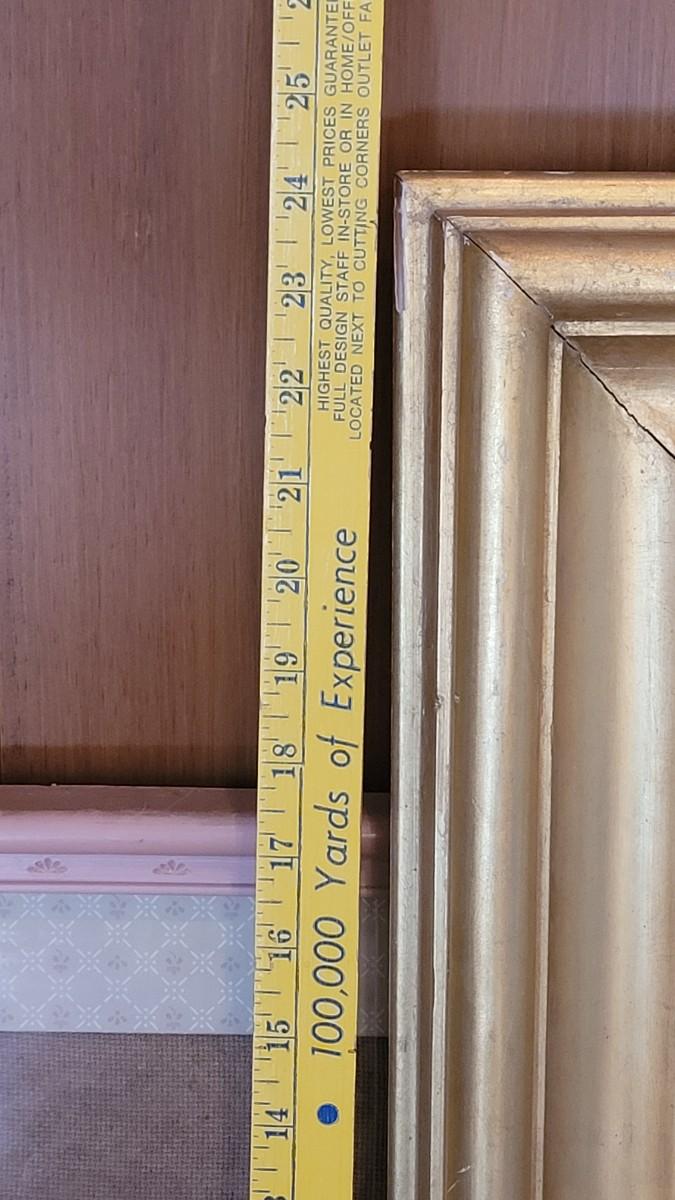 HIGHEST QUALITY, LOWEST PRICES GUARANTE
FULL DESIGN STAFF IN-STORE OR IN HOME/OFF
LOCATED NEXT TO CUTTING CORNERS OUTLET FA
100,000 Yards of Experience
14 15 16 17 18 19 20 21 22 23 24 25